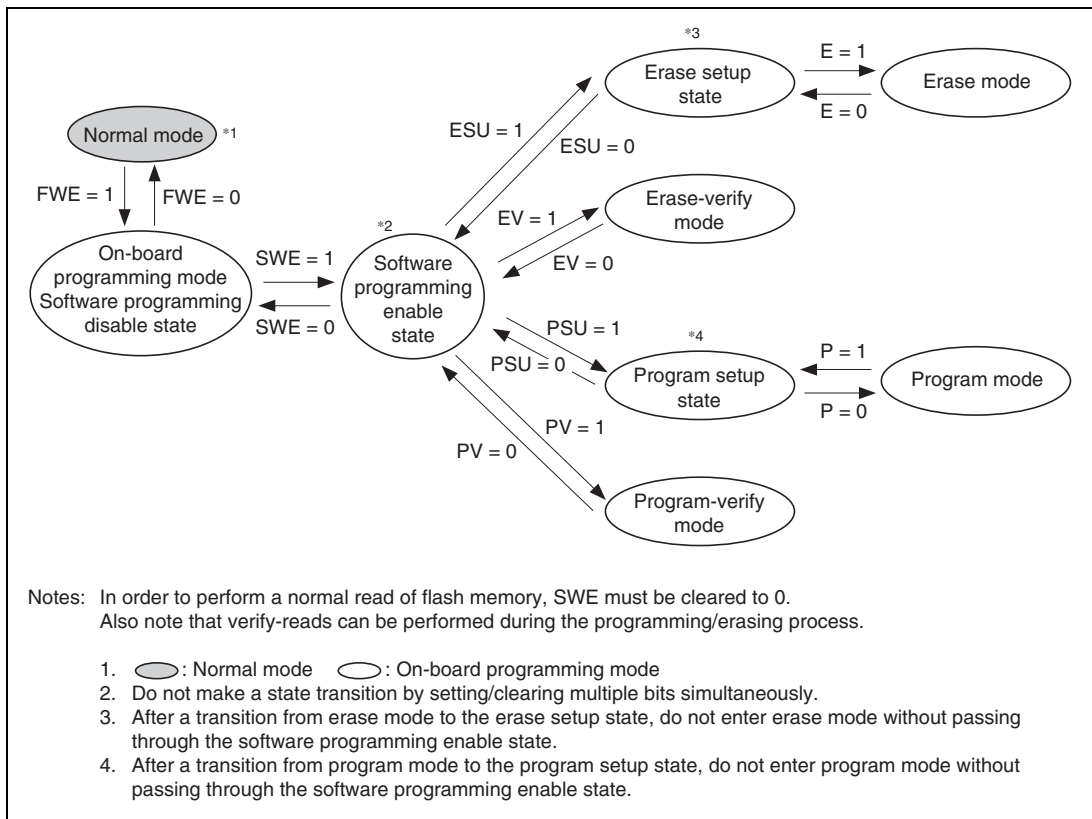 *3
Erase setup
state
E = 1
E = 0
Erase mode
Normal mode
*1
ESU = 1
ESU = 0
FWE = 1
FWE = 0
Erase-verify
mode
EV = 1
EV = 0
*2
On-board
programming mode
Software programming
disable state
SWE = 1
SWE = 0
Software
programming
enable
state
PSU = 1
PSU = 0
*4
Program setup
state
P = 1
P = 0
Program mode
PV = 1
PV = 0
Program-verify
mode
Notes: In order to perform a normal read of flash memory, SWE must be cleared to 0.
Also note that verify-reads can be performed during the programming/erasing process.
1. : Normal mode : On-board programming mode
2. Do not make a state transition by setting/clearing multiple bits simultaneously.
3. After a transition from erase mode to the erase setup state, do not enter erase mode without passing
through the software programming enable state.
4. After a transition from program mode to the program setup state, do not enter program mode without
passing through the software programming enable state.